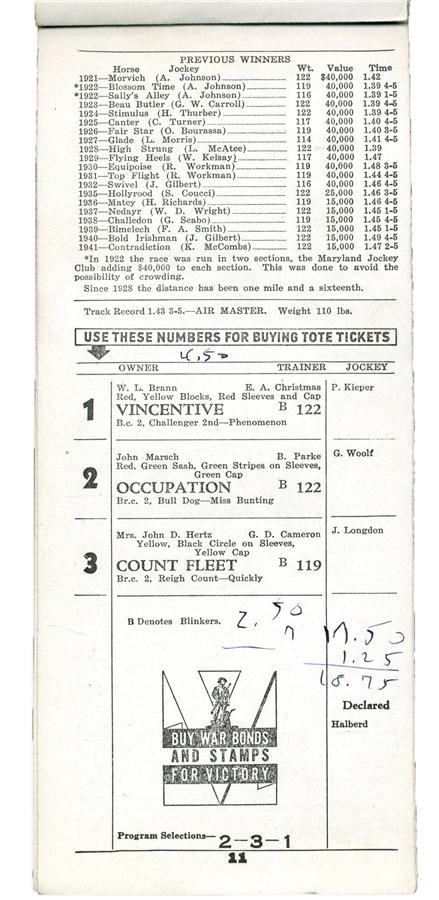 PREVIOUS WINNERS
Horse Jockey Wt. Value Time
1921—Morvich (A. Johnson) 122 $40,000 1.42
*1922—Blossom Time (A. Johnson) 119 40,000 1.39 4-5
*1922—Sally's Alley (A. Johnson) 116 40,000 1.39 1-5
1923—Beau Butler (G. W. Carroll) 122 40,000 1.39 4-5
1924—Stimulus (H. Thurber) 122 40,000 1.39 4-5
1925—Canter (C. Turner) 117 40,000 1.40 4-5
1926—Fair Star (O. Bourassa) 119 40,000 1.40 3-5
1927—Glade (L. Morris) 114 40,000 1.41 4-5
1928—High Strung (L. McAtee) 122 40,000 1.39
1929—Flying Heels (W. Kelsay) 117 40,000 1.47
1930—Equipoise (R. Workman) 119 40,000 1.48 3-5
1931—Top Flight (R. Workman) 119 40,000 1.44 4-5
1932—Swivel (J. Gilbert) 116 40,000 1.46 4-5
1935—Hollyrood (S. Coucci) 122 25,000 1.46 3-5
1936—Matey (H. Richards) 119 15,000 1.46 4-5
1937—Nedayr (W. D. Wright) 122 15,000 1.45 1-5
1938—Challedon (G. Seabo) 119 15,000 1.45 4-5
1939—Bimelech (F. A. Smith) 122 15,000 1.45 1-5
1940—Bold Irishman (J. Gilbert) 122 15,000 1.49 4-5
1941—Contradiction (K. McCombs) 122 15,000 1.47 2-5
*In 1922 the race was run in two sections, the Maryland Jockey
Club adding $40,000 to each section. This was done to avoid the
possibility of crowding.
Since 1928 the distance has been one mile and a sixteenth.
Track Record 1.43 3-5.—AIR MASTER. Weight 110 lbs.
USE THESE NUMBERS FOR BUYING TOTE TICKETS
4.50
OWNER TRAINER JOCKEY
W. L. Brann E. A. Christmas P. Kieper
Red, Yellow Blocks, Red Sleeves and Cap
1 VINCENTIVE B 122
B.c. 2, Challenger 2nd—Phenomenon
John Marsch B. Parke G. Woolf
Red, Green Sash, Green Stripes on Sleeves,
Green Cap
2 OCCUPATION B 122
Br.c. 2, Bull Dog—Miss Bunting
Mrs. John D. Hertz G. D. Cameron J. Longdon
Yellow, Black Circle on Sleeves,
Yellow Cap
3 COUNT FLEET B 119
Br.c. 2, Reigh Count—Quickly
B Denotes Blinkers.
2.50
7
17.50
1.25
18.75
Declared
Halberd
BUY WAR BONDS
AND STAMPS
FOR VICTORY
Program Selections—2—3—1
11